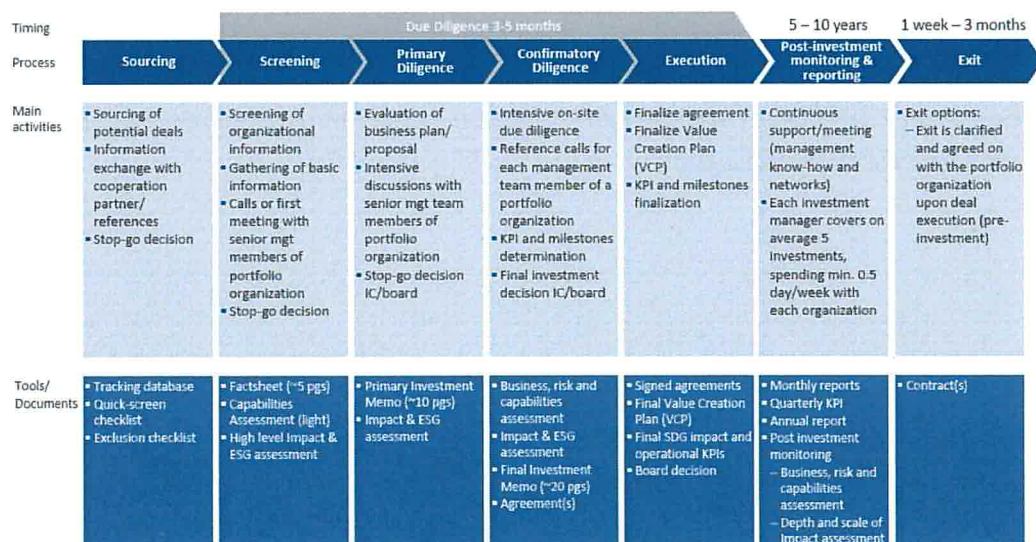 Timing
Due Diligence 3-5 months
5 – 10 years
1 week – 3 months
Process
Sourcing
Screening
Primary
Diligence
Confirmatory
Diligence
Execution
Post-investment
monitoring &
reporting
Exit
Main
activities
▪ Sourcing of
potential deals
▪ Information
exchange with
cooperation
partner/
references
▪ Stop-go decision
▪ Screening of
organizational
information
▪ Gathering of basic
information
▪ Calls or first
meeting with
senior mgt
members of
portfolio
organization
▪ Stop-go decision
▪ Evaluation of
business plan/
proposal
▪ Intensive
discussions with
senior mgt team
members of
portfolio
organization
▪ Stop-go decision
IC/board
▪ Intensive on-site
due diligence
▪ Reference calls for
each management
team member of a
portfolio
organization
▪ KPI and milestones
determination
▪ Final investment
decision IC/board
▪ Finalize agreement
▪ Finalize Value
Creation Plan
(VCP)
▪ KPI and milestones
finalization
▪ Continuous
support/meeting
(management
know-how and
networks)
▪ Each investment
manager covers on
average 5
investments,
spending min. 0.5
day/week with
each organization
▪ Exit options:
– Exit is clarified
and agreed on
with the portfolio
organization
upon deal
execution (pre-
investment)
Tools/
Documents
▪ Tracking database
▪ Quick-screen
checklist
▪ Exclusion checklist
▪ Factsheet (~5 pgs)
▪ Capabilities
Assessment (light)
▪ High level Impact &
ESG assessment
▪ Primary Investment
Memo (~10 pgs)
▪ Impact & ESG
assessment
▪ Business, risk and
capabilities
assessment
▪ Impact & ESG
assessment
▪ Final Investment
Memo (~20 pgs)
▪ Agreement(s)
▪ Signed agreements
▪ Final Value Creation
Plan (VCP)
▪ Final SDG impact and
operational KPIs
▪ Board decision
▪ Monthly reports
▪ Quarterly KPI
▪ Annual report
▪ Post investment
monitoring
– Business, risk and
capabilities
assessment
– Depth and scale of
Impact assessment
▪ Contract(s)